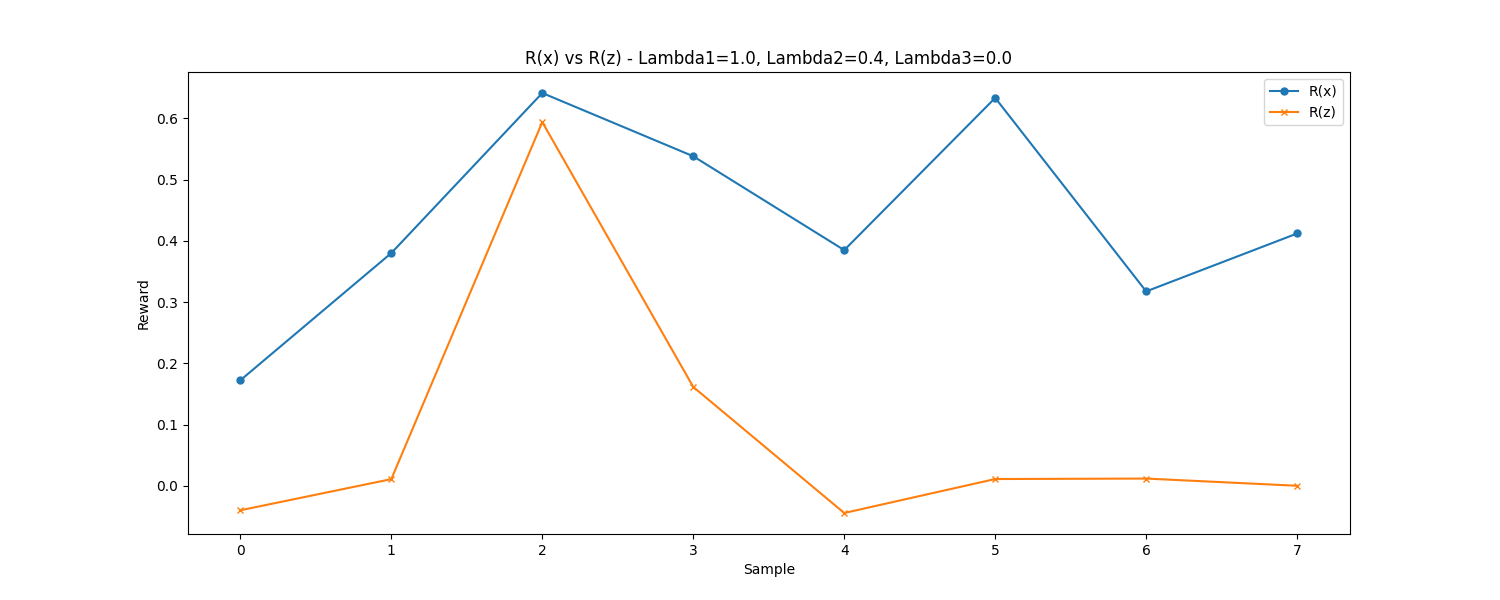 R(x) vs R(z) - Lambda1=1.0, Lambda2=0.4, Lambda3=0.0
R(x)
R(z)
0.6
0.5
0.4
0.3
0.2
0.1
0.0
Reward
0 1 2 3 4 5 6 7
Sample